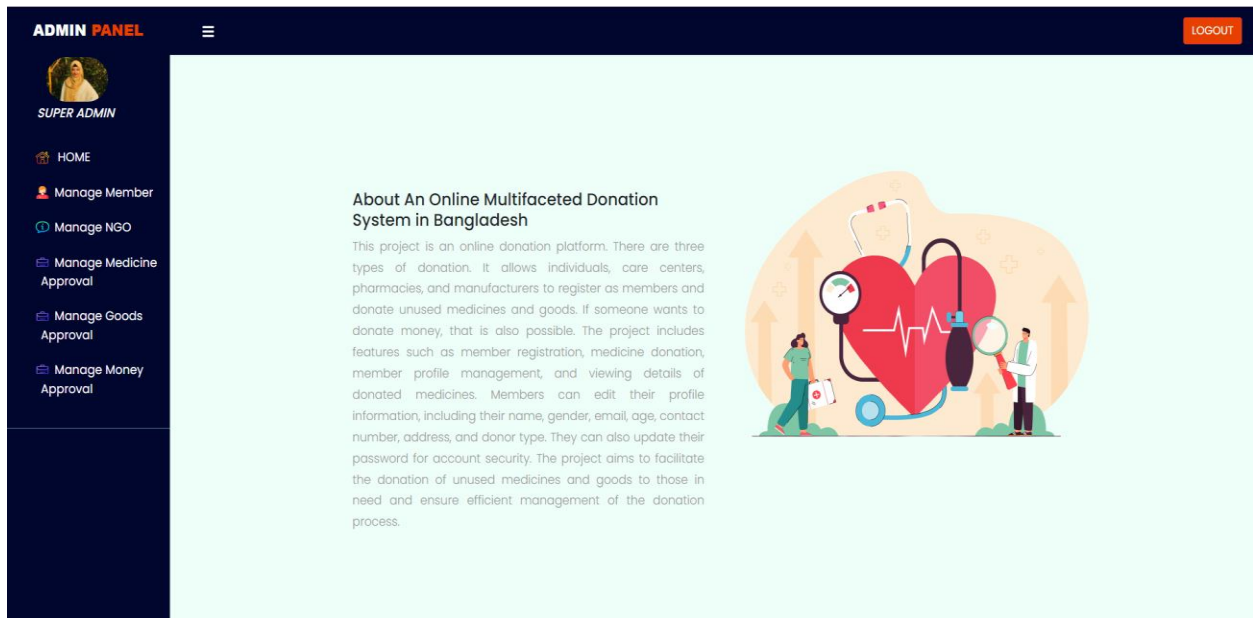 ADMIN PANEL
LOGOUT
SUPER ADMIN
HOME
Manage Member
Manage NGO
Manage Medicine
Approval
Manage Goods
Approval
Manage Money
Approval
About An Online Multifaceted Donation
System in Bangladesh
This project is an online donation platform. There are three
types of donation. It allows individuals, care centers,
pharmacies, and manufacturers to register as members and
donate unused medicines and goods. If someone wants to
donate money, that is also possible. The project includes
features such as member registration, medicine donation,
member profile management, and viewing details of
donated medicines. Members can edit their profile
information, including their name, gender, email, age, contact
number, address, and donor type. They can also update their
password for account security. The project aims to facilitate
the donation of unused medicines and goods to those in
need and ensure efficient management of the donation
process.